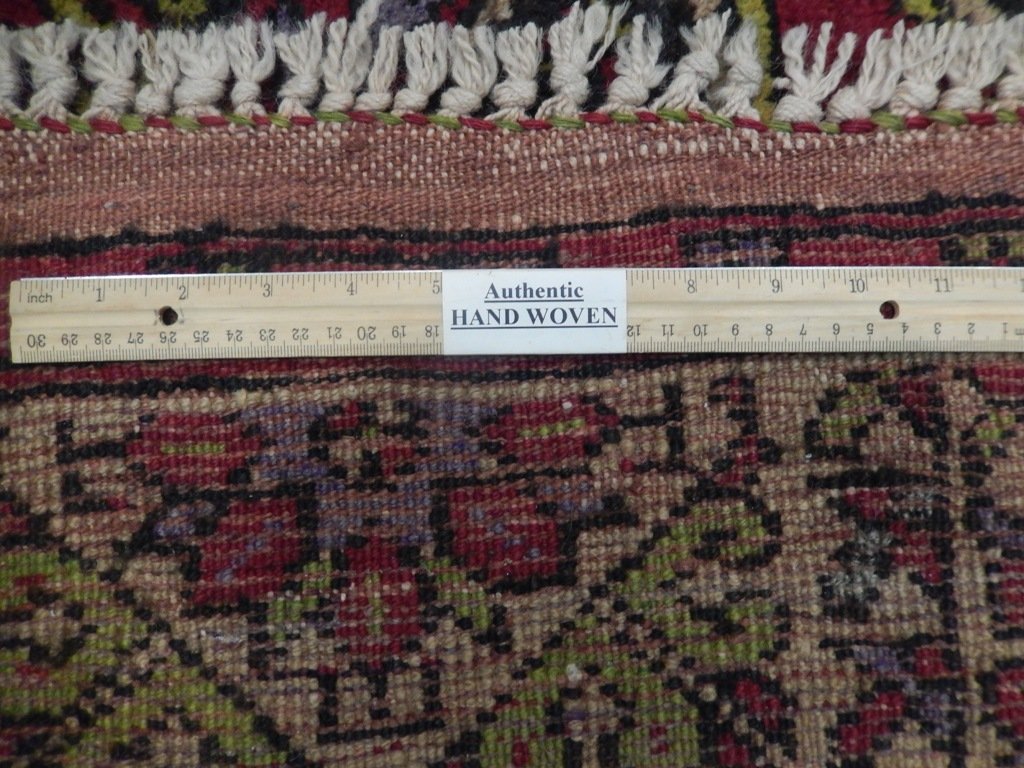 inch 1 2 3 4 5
Authentic
HAND WOVEN
8 9 10 11
30 29 28 27 26 25 24 23 22 21 20 19 18
12 11 10 9 8 7 6 5 4 3 2 1